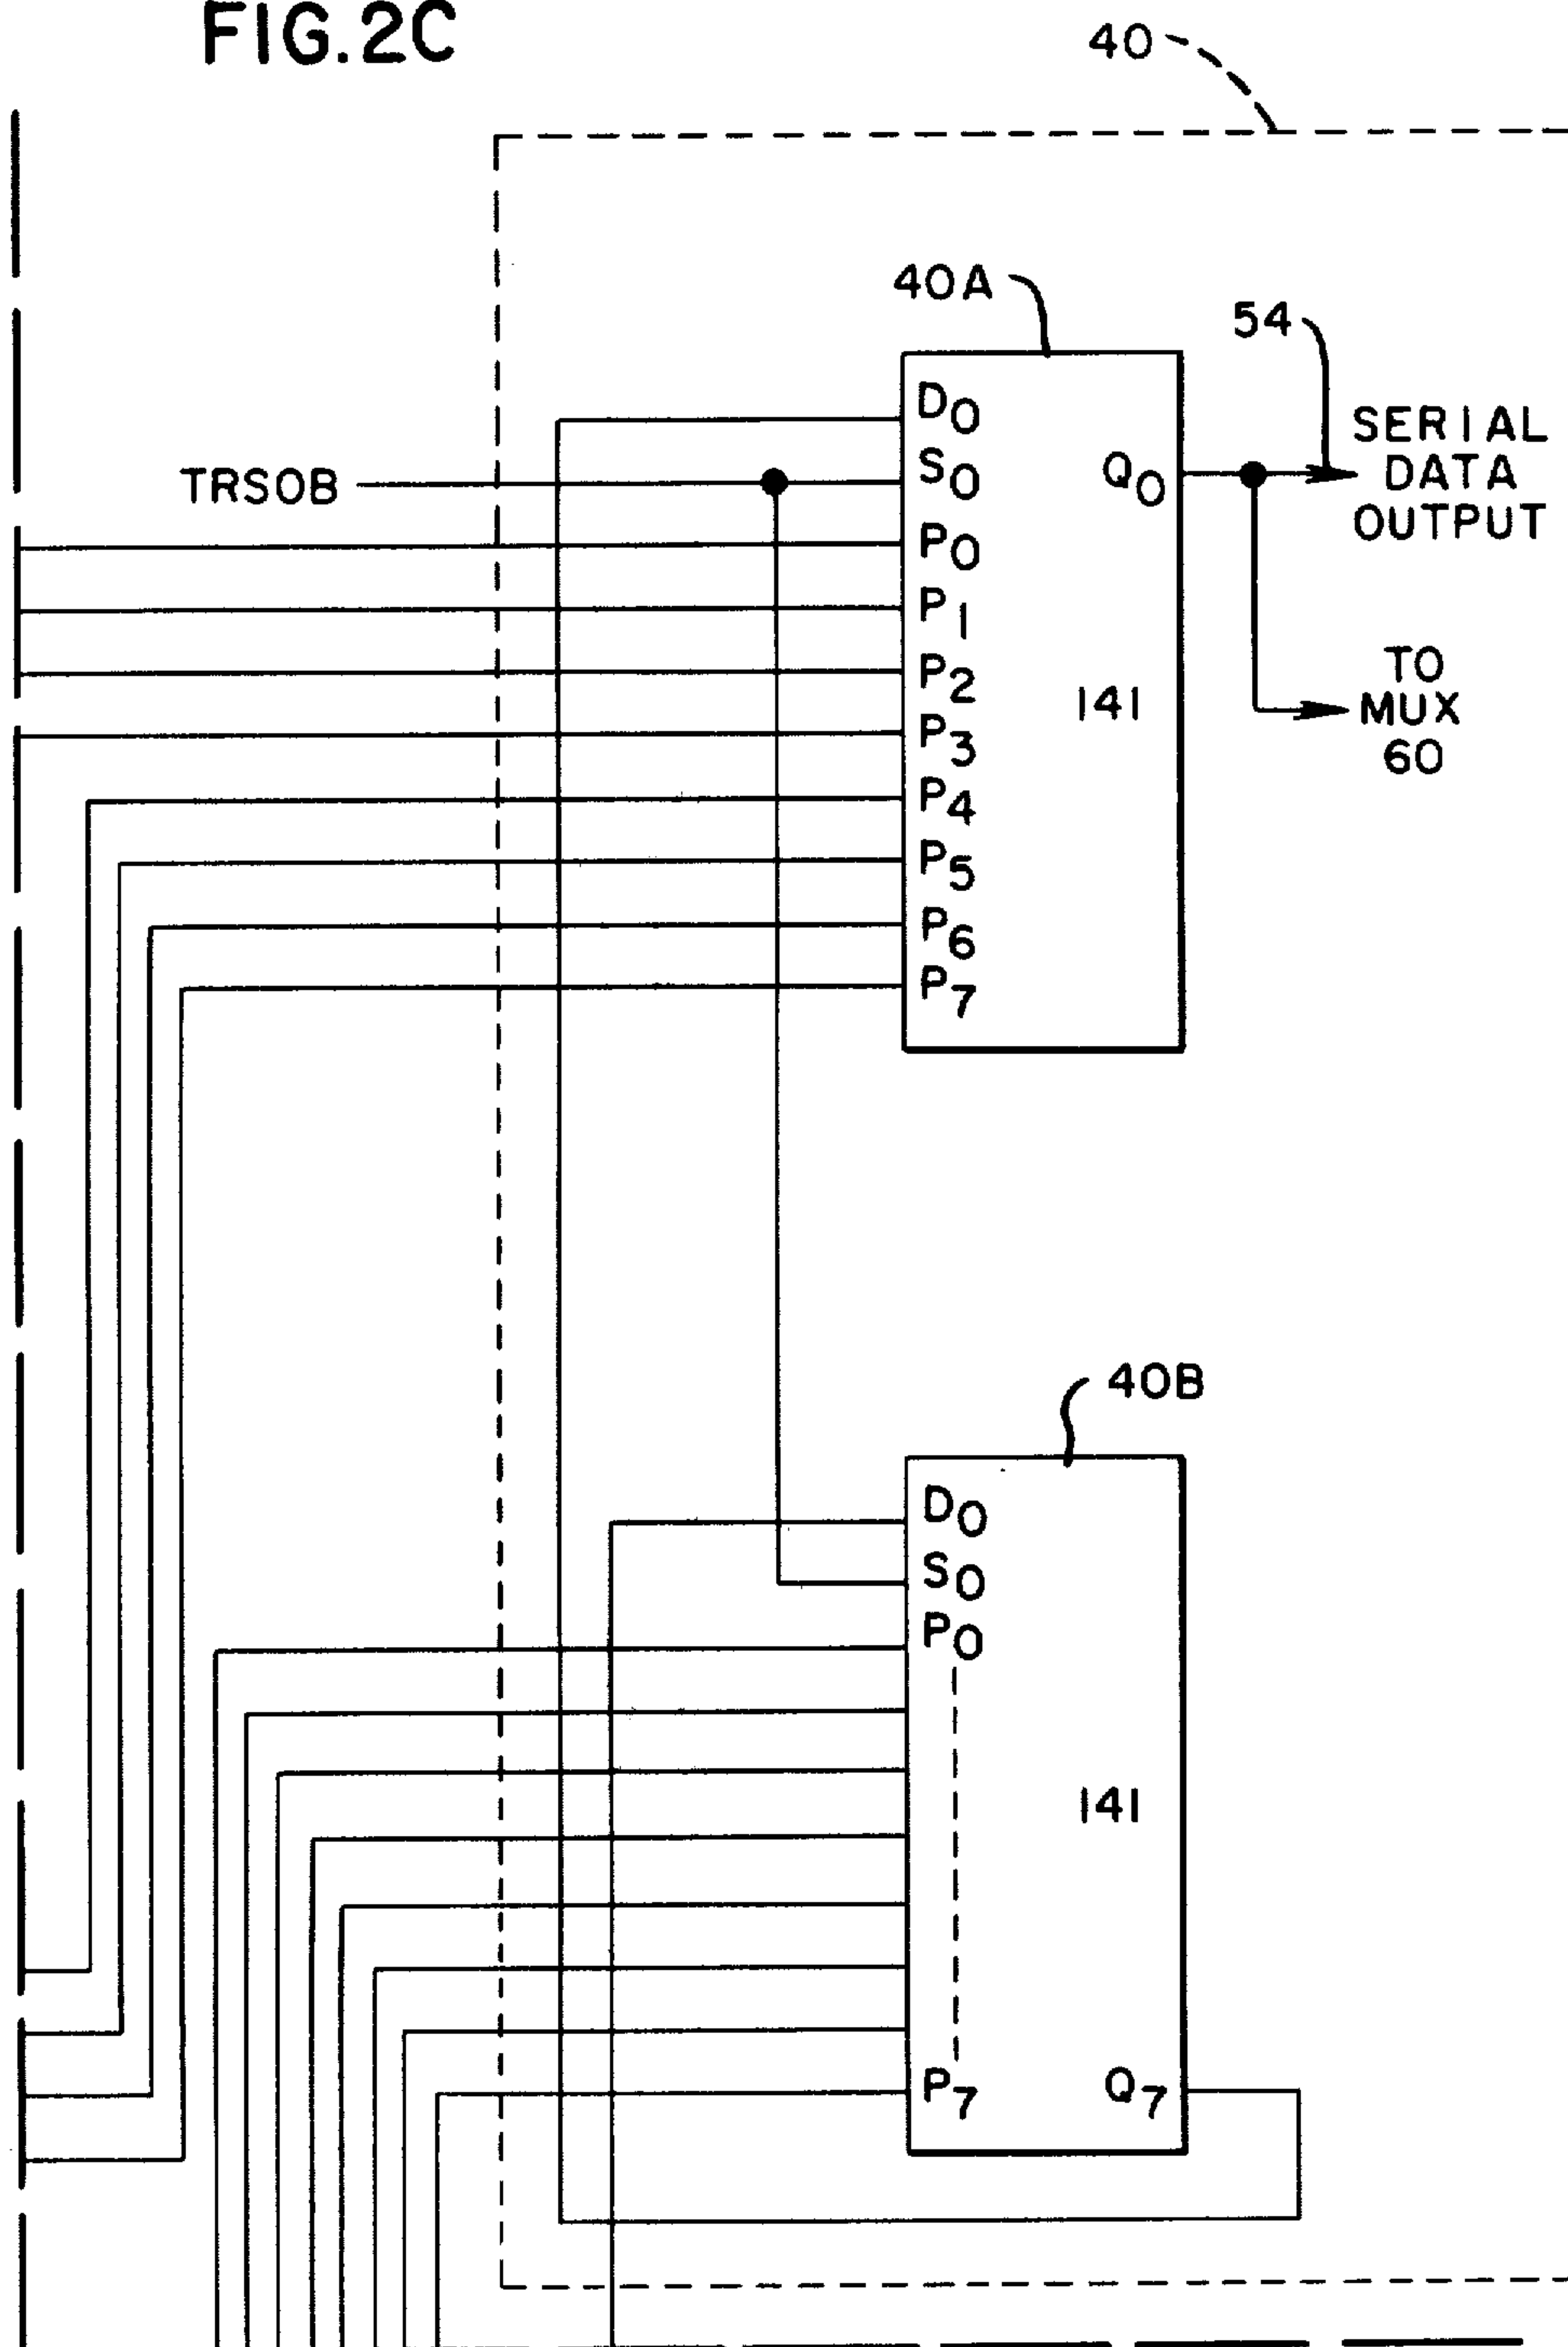 FIG.2C
40
40A
54
D0
S0
Q0
SERIAL
DATA
OUTPUT
TRSOB
P0
P1
P2
P3
P4
P5
P6
P7
141
TO
MUX
60
40B
D0
S0
P0
141
P7
Q7